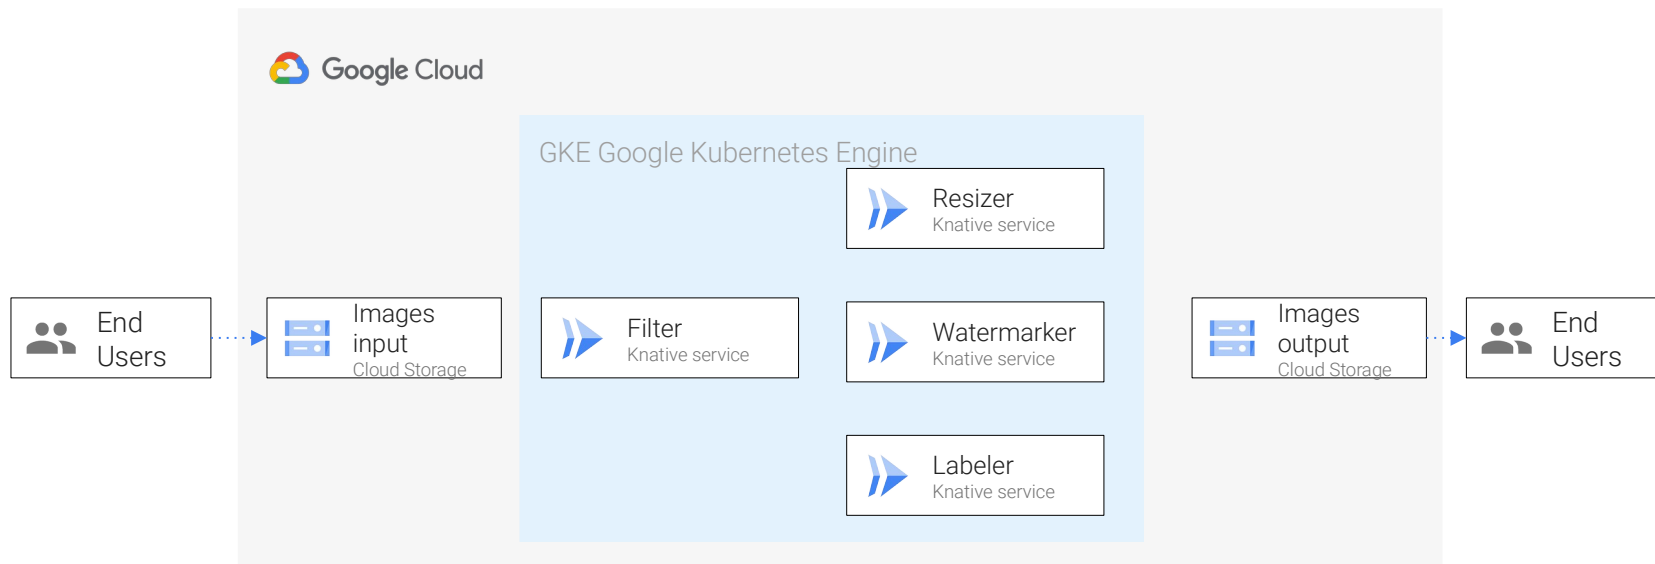 Google Cloud
GKE Google Kubernetes Engine
Resizer
Knative service
End
Users
Images
input
Cloud Storage
Filter
Knative service
Watermarker
Knative service
Images
output
Cloud Storage
End
Users
Labeler
Knative service